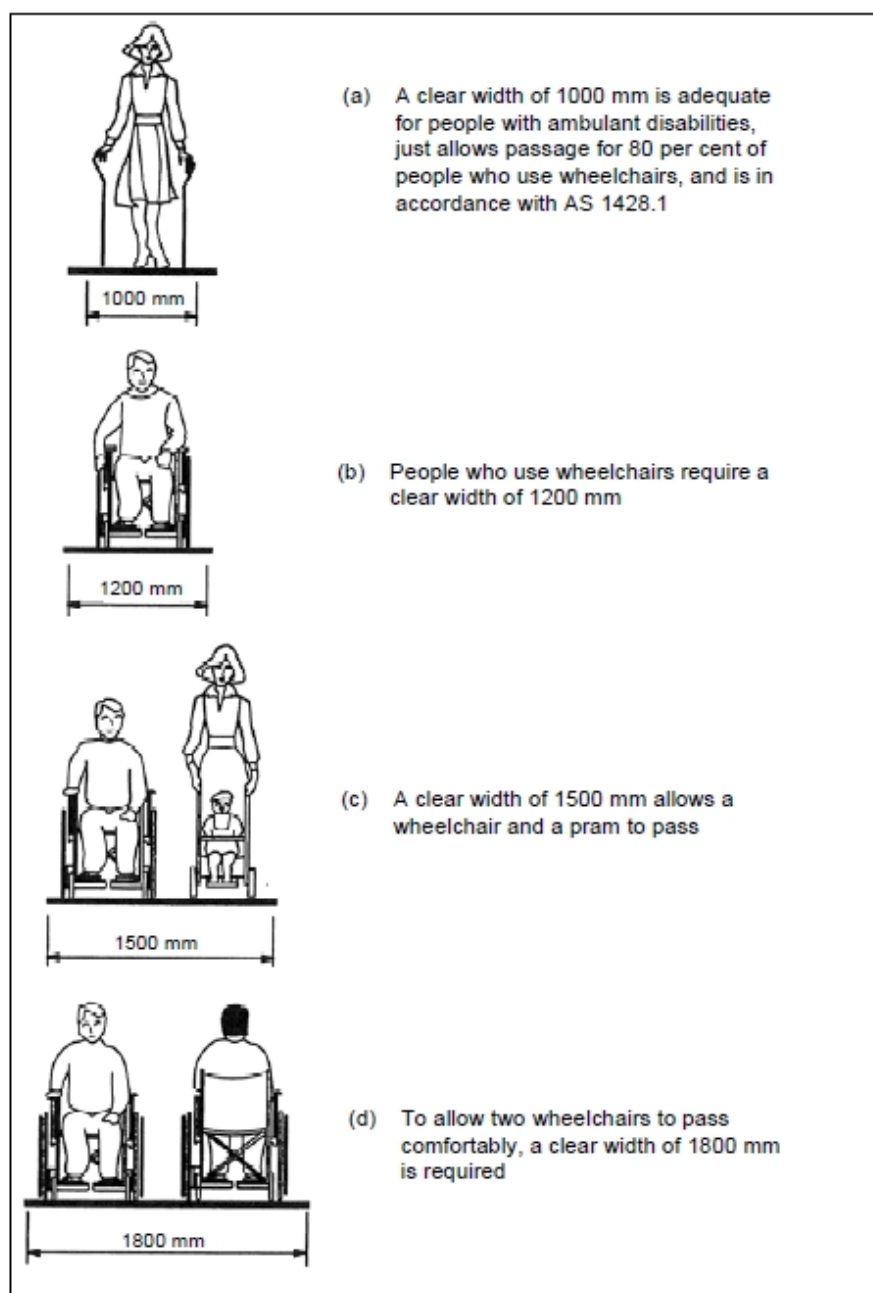 (a) A clear width of 1000 mm is adequate
for people with ambulant disabilities,
just allows passage for 80 per cent of
people who use wheelchairs, and is in
accordance with AS 1428.1
1000 mm
(b) People who use wheelchairs require a
clear width of 1200 mm
1200 mm
(c) A clear width of 1500 mm allows a
wheelchair and a pram to pass
1500 mm
(d) To allow two wheelchairs to pass
comfortably, a clear width of 1800 mm
is required
1800 mm